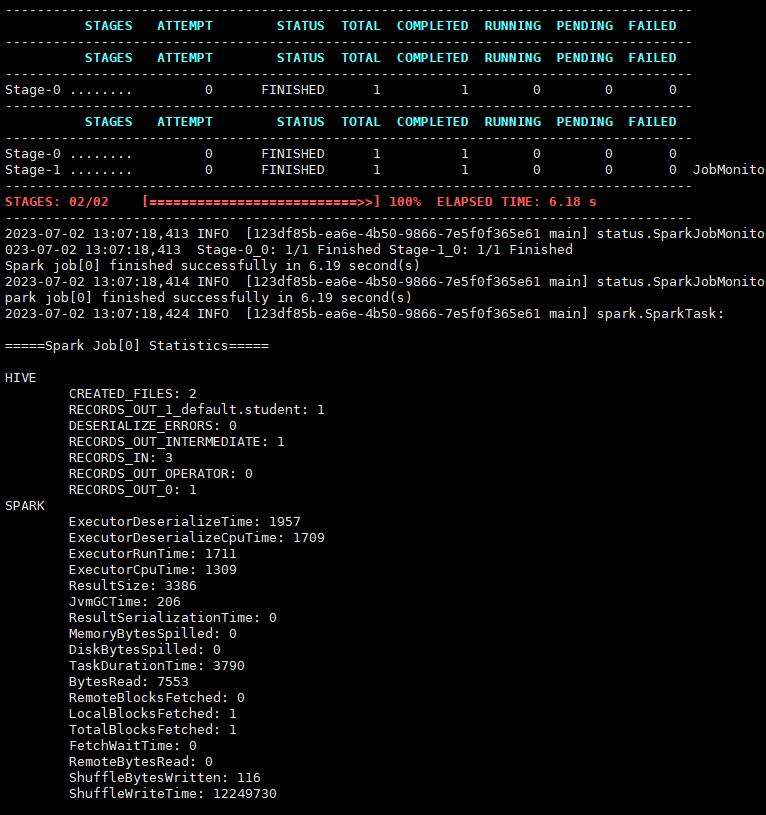 --------------------------------------------------------------------------------------
          STAGES   ATTEMPT        STATUS  TOTAL  COMPLETED  RUNNING  PENDING  FAILED
--------------------------------------------------------------------------------------
          STAGES   ATTEMPT        STATUS  TOTAL  COMPLETED  RUNNING  PENDING  FAILED
--------------------------------------------------------------------------------------
Stage-0 ........         0      FINISHED      1          1        0        0       0
--------------------------------------------------------------------------------------
          STAGES   ATTEMPT        STATUS  TOTAL  COMPLETED  RUNNING  PENDING  FAILED
--------------------------------------------------------------------------------------
Stage-0 ........         0      FINISHED      1          1        0        0       0
Stage-1 ........         0      FINISHED      1          1        0        0       0  JobMonito
--------------------------------------------------------------------------------------
STAGES: 02/02    [==========================>>] 100%  ELAPSED TIME: 6.18 s
--------------------------------------------------------------------------------------
2023-07-02 13:07:18,413 INFO  [123df85b-ea6e-4b50-9866-7e5f0f365e61 main] status.SparkJobMonito
023-07-02 13:07:18,413  Stage-0_0: 1/1 Finished Stage-1_0: 1/1 Finished
Spark job[0] finished successfully in 6.19 second(s)
2023-07-02 13:07:18,414 INFO  [123df85b-ea6e-4b50-9866-7e5f0f365e61 main] status.SparkJobMonito
park job[0] finished successfully in 6.19 second(s)
2023-07-02 13:07:18,424 INFO  [123df85b-ea6e-4b50-9866-7e5f0f365e61 main] spark.SparkTask:
=====Spark Job[0] Statistics=====
HIVE
        CREATED_FILES: 2
        RECORDS_OUT_1_default.student: 1
        DESERIALIZE_ERRORS: 0
        RECORDS_OUT_INTERMEDIATE: 1
        RECORDS_IN: 3
        RECORDS_OUT_OPERATOR: 0
        RECORDS_OUT_0: 1
SPARK
        ExecutorDeserializeTime: 1957
        ExecutorDeserializeCpuTime: 1709
        ExecutorRunTime: 1711
        ExecutorCpuTime: 1309
        ResultSize: 3386
        JvmGCTime: 206
        ResultSerializationTime: 0
        MemoryBytesSpilled: 0
        DiskBytesSpilled: 0
        TaskDurationTime: 3790
        BytesRead: 7553
        RemoteBlocksFetched: 0
        LocalBlocksFetched: 1
        TotalBlocksFetched: 1
        FetchWaitTime: 0
        RemoteBytesRead: 0
        ShuffleBytesWritten: 116
        ShuffleWriteTime: 12249730